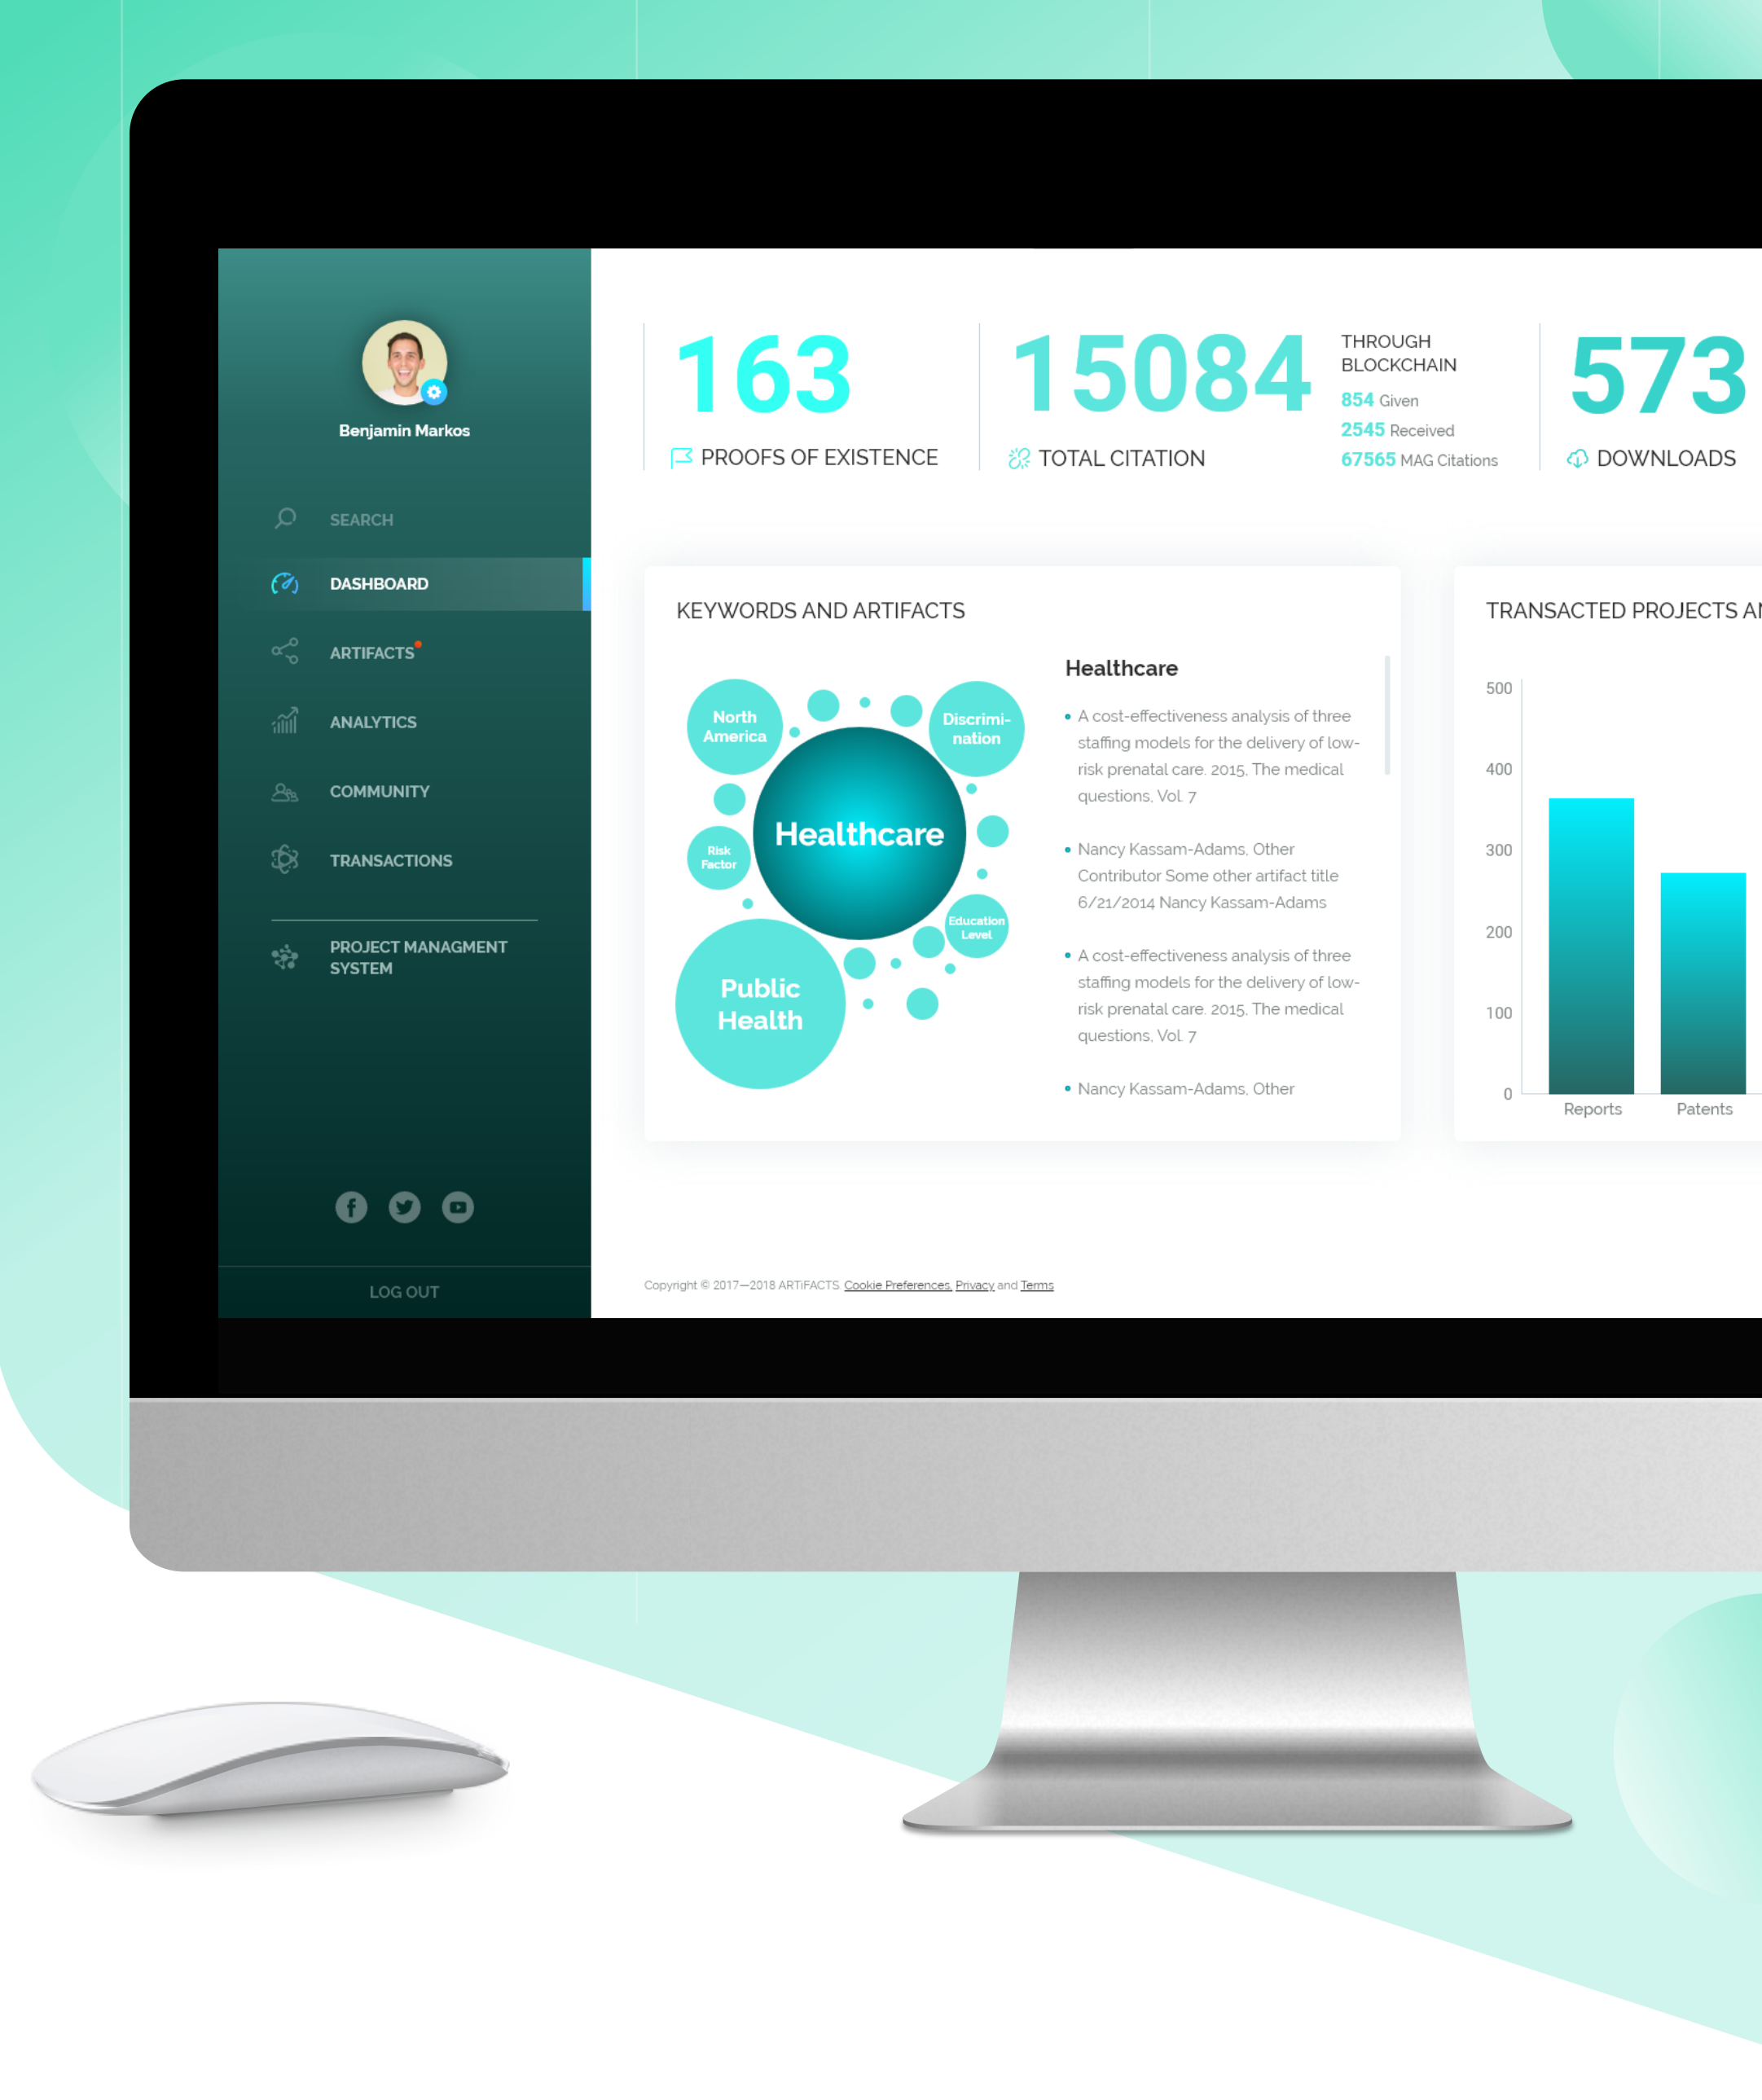 Benjamin Markos
SEARCH
DASHBOARD
ARTIFACTS
ANALYTICS
COMMUNITY
TRANSACTIONS
PROJECT MANAGMENT
SYSTEM
LOG OUT
163
PROOFS OF EXISTENCE
15084
TOTAL CITATION
THROUGH
BLOCKCHAIN
854 Given
2545 Received
67565 MAG Citations
573
DOWNLOADS
KEYWORDS AND ARTIFACTS
North
America
Discrimi-
nation
Healthcare
Risk
Factor
Education
Level
Public
Health
Healthcare
• A cost-effectiveness analysis of three
staffing models for the delivery of low-
risk prenatal care. 2015, The medical
questions, Vol. 7
• Nancy Kassam-Adams, Other
Contributor Some other artifact title
6/21/2014 Nancy Kassam-Adams
• A cost-effectiveness analysis of three
staffing models for the delivery of low-
risk prenatal care. 2015, The medical
questions, Vol. 7
• Nancy Kassam-Adams, Other
TRANSACTED PROJECTS
500
400
300
200
100
0
Reports
Patents
Copyright © 2017—2018 ARTiFACTS. Cookie Preferences, Privacy and Terms